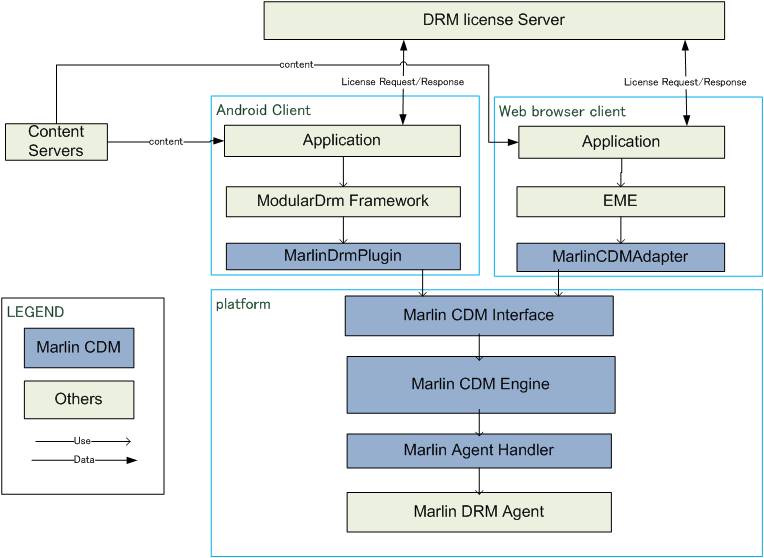 DRM license Server
content
License Request/Response
License Request/Response
Android Client
Web browser client
Content
Servers
content
Application
Application
ModularDrm Framework
EME
MarlinDrmPlugin
MarlinCDMAdapter
platform
Marlin CDM Interface
LEGEND
Marlin CDM
Marlin CDM Engine
Others
Use
Marlin Agent Handler
Data
Marlin DRM Agent